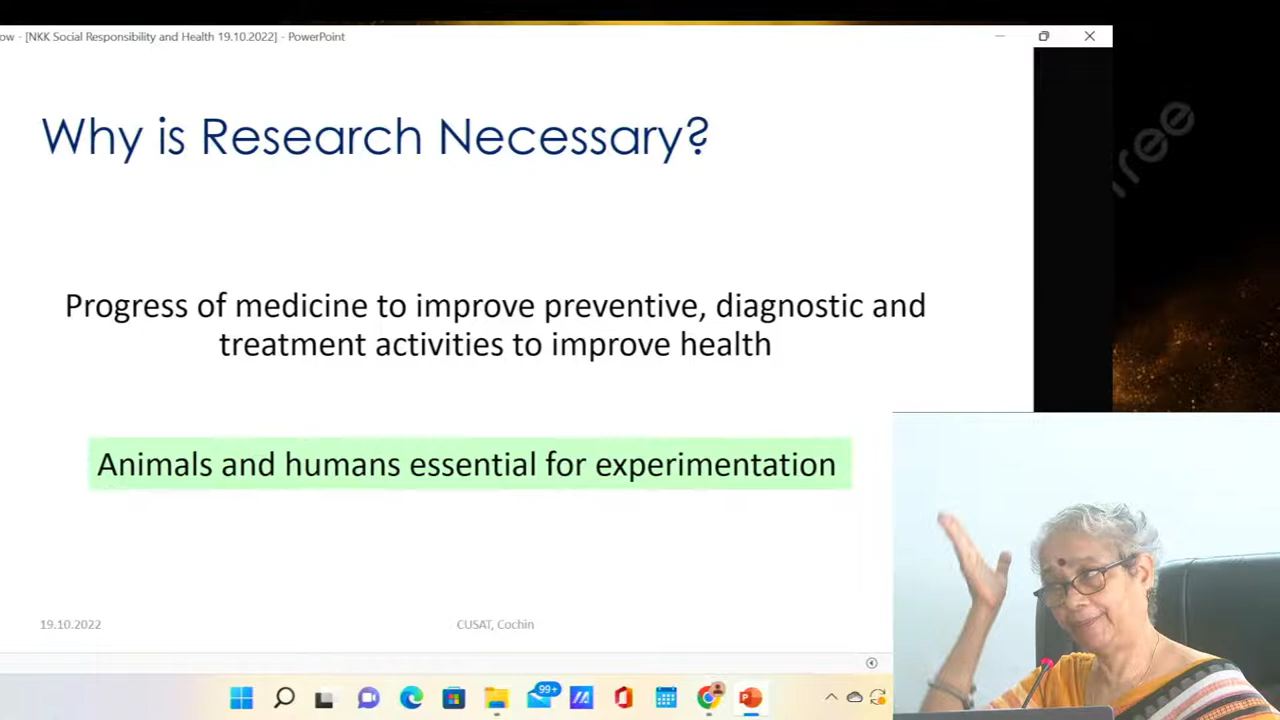 ow - [NKK Social Responsibility and Health 19.10.2022] - PowerPoint
Why is Research Necessary?
free
Progress of medicine to improve preventive, diagnostic and
treatment activities to improve health
Animals and humans essential for experimentation
19.10.2022
CUSAT, Cochin
99+